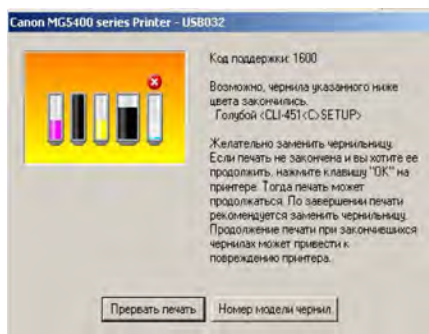 Canon MG5400 series Printer - USB032
Код поддержки: 1600
Возможно, чернила указанного ниже
цвета закончились.
Голубой <CLI-451<C>SETUP>
Желательно заменить чернильницу.
Если печать не закончена и вы хотите ее
продолжить, нажмите клавишу "ОК" на
принтере. Тогда печать может
продолжаться. По завершении печати
рекомендуется заменить чернильницу.
Продолжение печати при закончившихся
чернилах может привести к
повреждению принтера.
Прервать печать
Номер модели чернил